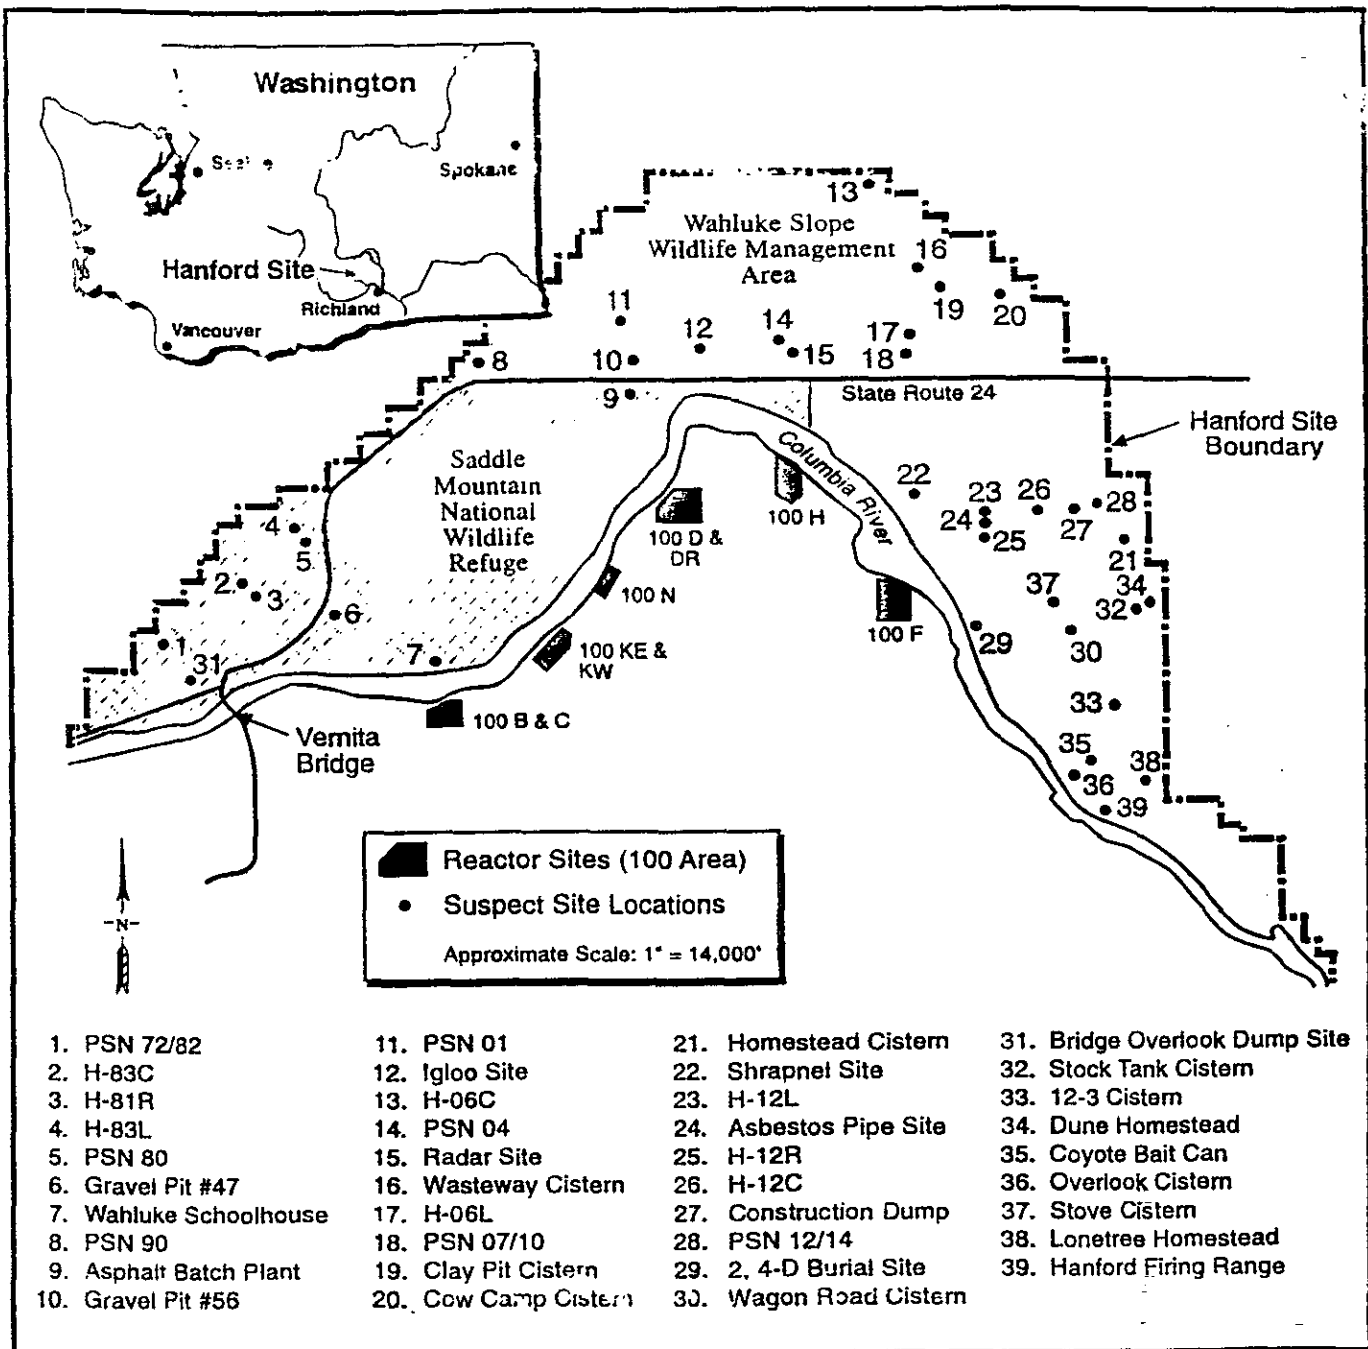 Washington
Spokane
Hanford Site
Richland
Vancouver
13
Wahluke Slope
Wildlife Management
Area
16
19
20
11
12
14
17
8
10
15
18
9
State Route 24
Hanford Site
Boundary
Saddle
Mountain
National
Wildlife
Refuge
Columbia River
22
23
26
28
4
24
27
100 H
5
25
21
100 D &
DR
2
3
100 N
37
34
32
6
100 F
29
30
1
31
7
100 KE &
KW
33
100 B & C
Vernita
Bridge
35
38
36
39
Reactor Sites (100 Area)
Suspect Site Locations
Approximate Scale: 1" = 14,000'
N
1. PSN 72/82
2. H-83C
3. H-81R
4. H-83L
5. PSN 80
6. Gravel Pit #47
7. Wahluke Schoolhouse
8. PSN 90
9. Asphalt Batch Plant
10. Gravel Pit #56
11. PSN 01
12. Igloo Site
13. H-06C
14. PSN 04
15. Radar Site
16. Wasteway Cistern
17. H-06L
18. PSN 07/10
19. Clay Pit Cistern
20. Cow Camp Cistern
21. Homestead Cistern
22. Shrapnel Site
23. H-12L
24. Asbestos Pipe Site
25. H-12R
26. H-12C
27. Construction Dump
28. PSN 12/14
29. 2, 4-D Burial Site
30. Wagon Road Cistern
31. Bridge Overlook Dump Site
32. Stock Tank Cistern
33. 12-3 Cistern
34. Dune Homestead
35. Coyote Bait Can
36. Overlook Cistern
37. Stove Cistern
38. Lonetree Homestead
39. Hanford Firing Range